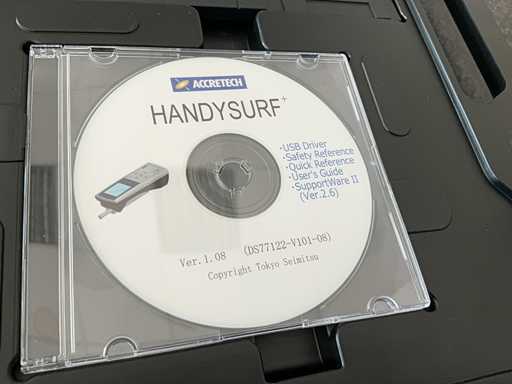 ACCRETECH
HANDYSURF+
・USB Driver
・Safety Reference
・Quick Reference
・User's Guide
・SupportWare II
(Ver.2.6)
Ver.1.08 (DS77122-V101-08)
Copyright Tokyo Seimitsu